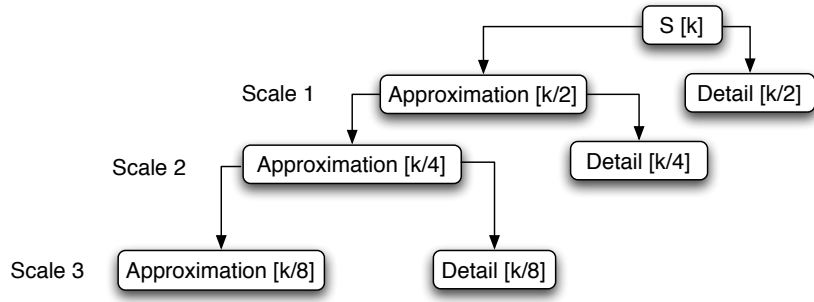 S [k]
Scale 1
Approximation [k/2]
Detail [k/2]
Scale 2
Approximation [k/4]
Detail [k/4]
Scale 3
Approximation [k/8]
Detail [k/8]